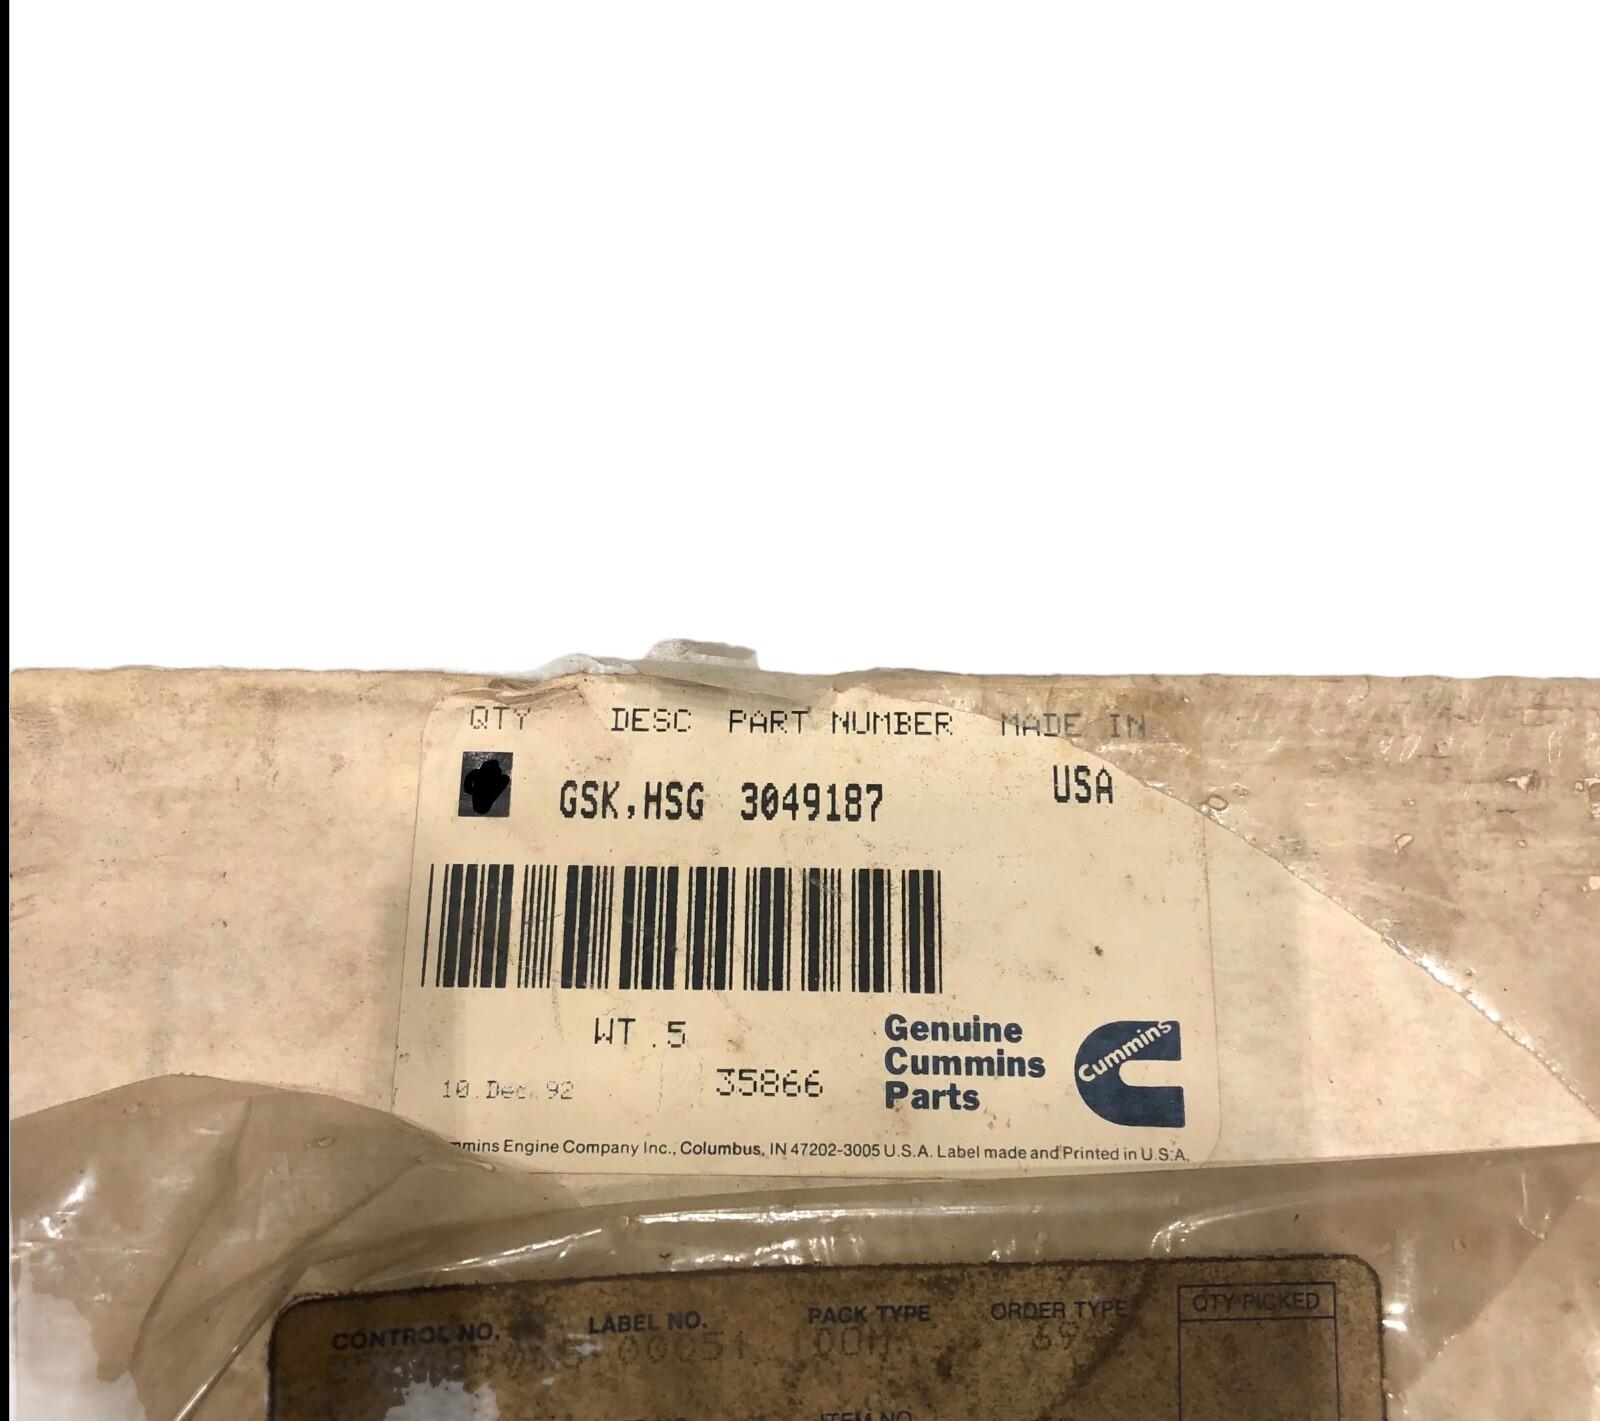 QTY DESC PART NUMBER MADE IN
GSK,HSG 3049187 USA
WT .5
10 Dec 92 35866
Genuine
Cummins
Parts
Cummins
Engine Company Inc., Columbus, IN 47202-3005 U.S.A. Label made and Printed in U.S.A.
CONTROL NO. LABEL NO. PACK TYPE ORDER TYPE QTY PICKED
69